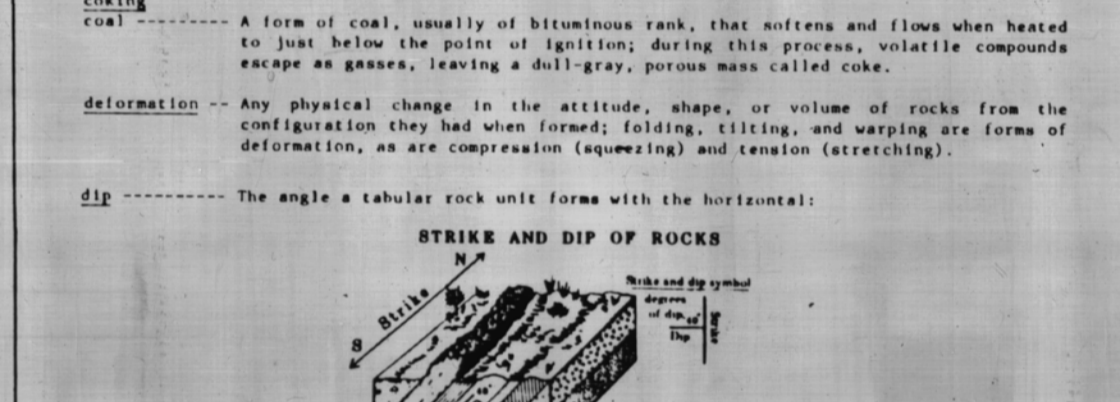 coking
coal --------- A form of coal, usually of bituminous rank, that softens and flows when heated
to just below the point of ignition; during this process, volatile compounds
escape as gasses, leaving a dull-gray, porous mass called coke.
deformation -- Any physical change in the attitude, shape, or volume of rocks from the
configuration they had when formed; folding, tilting, and warping are forms of
deformation, as are compression (squeezing) and tension (stretching).
dip ---------- The angle a tabular rock unit forms with the horizontal:
STRIKE AND DIP OF ROCKS
N
Strike
S
Strike and dip symbol
degrees
of dip
Dip
Strike